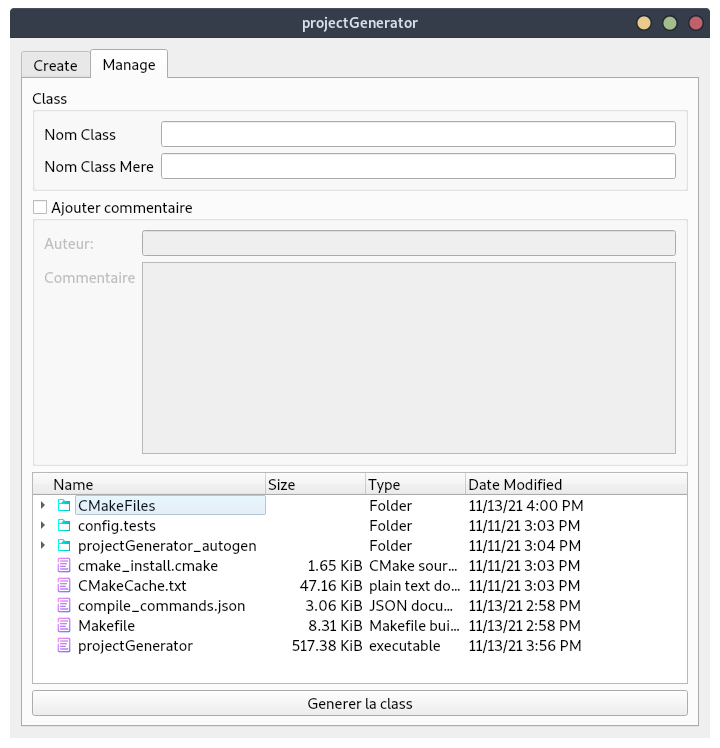 projectGenerator
Create Manage
Class
Nom Class
Nom Class Mere
Ajouter commentaire
Auteur:
Commentaire
Name Size Type Date Modified
CMakeFiles Folder 11/13/21 4:00 PM
config.tests Folder 11/11/21 3:03 PM
projectGenerator_autogen Folder 11/11/21 3:04 PM
cmake_install.cmake 1.65 KiB CMake sour... 11/11/21 3:03 PM
CMakeCache.txt 47.16 KiB plain text do... 11/11/21 3:03 PM
compile_commands.json 3.06 KiB JSON docu... 11/13/21 2:58 PM
Makefile 8.31 KiB Makefile bui... 11/13/21 2:58 PM
projectGenerator 517.38 KiB executable 11/13/21 3:56 PM
Generer la class